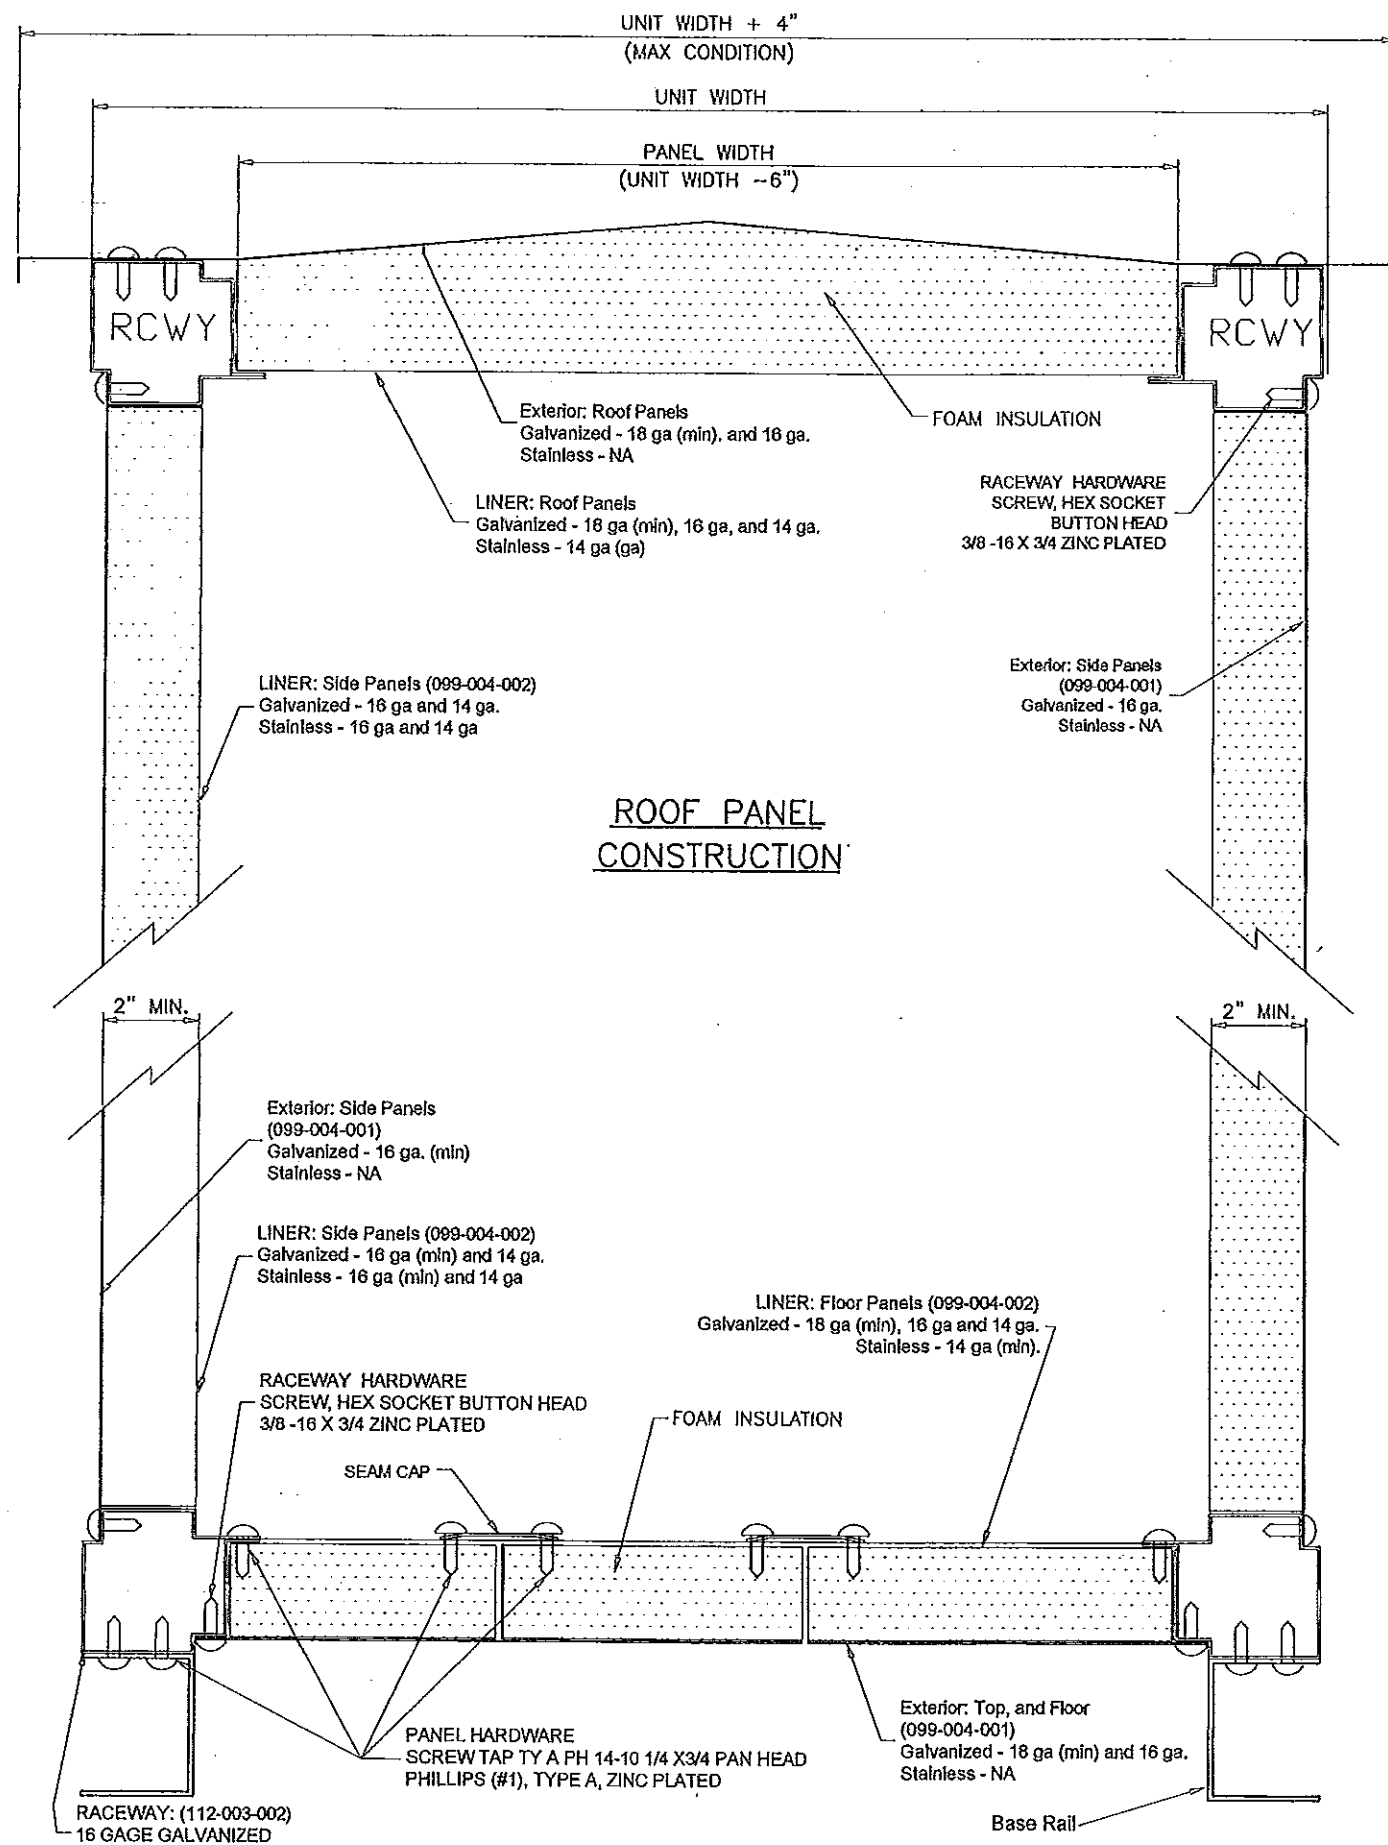 UNIT WIDTH + 4"
(MAX CONDITION)
UNIT WIDTH
PANEL WIDTH
(UNIT WIDTH -6")
RCWY
RCWY
Exterior: Roof Panels
Galvanized - 18 ga (min). and 16 ga.
Stainless - NA
FOAM INSULATION
LINER: Roof Panels
Galvanized - 18 ga (min), 16 ga, and 14 ga.
Stainless - 14 ga (ga)
RACEWAY HARDWARE
SCREW, HEX SOCKET
BUTTON HEAD
3/8 -16 X 3/4 ZINC PLATED
LINER: Side Panels (099-004-002)
Galvanized - 16 ga and 14 ga.
Stainless - 16 ga and 14 ga
Exterior: Side Panels
(099-004-001)
Galvanized - 16 ga.
Stainless - NA
ROOF PANEL
CONSTRUCTION
2" MIN.
2" MIN.
Exterior: Side Panels
(099-004-001)
Galvanized - 16 ga. (min)
Stainless - NA
LINER: Side Panels (099-004-002)
Galvanized - 16 ga (min) and 14 ga.
Stainless - 16 ga (min) and 14 ga
LINER: Floor Panels (099-004-002)
Galvanized - 18 ga (min), 16 ga and 14 ga.
Stainless - 14 ga (min).
RACEWAY HARDWARE
SCREW, HEX SOCKET BUTTON HEAD
3/8 -16 X 3/4 ZINC PLATED
FOAM INSULATION
SEAM CAP
Exterior: Top, and Floor
(099-004-001)
Galvanized - 18 ga (min) and 16 ga.
Stainless - NA
PANEL HARDWARE
SCREW TAP TY A PH 14-10 1/4 X3/4 PAN HEAD
PHILLIPS (#1), TYPE A, ZINC PLATED
RACEWAY: (112-003-002)
16 GAGE GALVANIZED
Base Rail